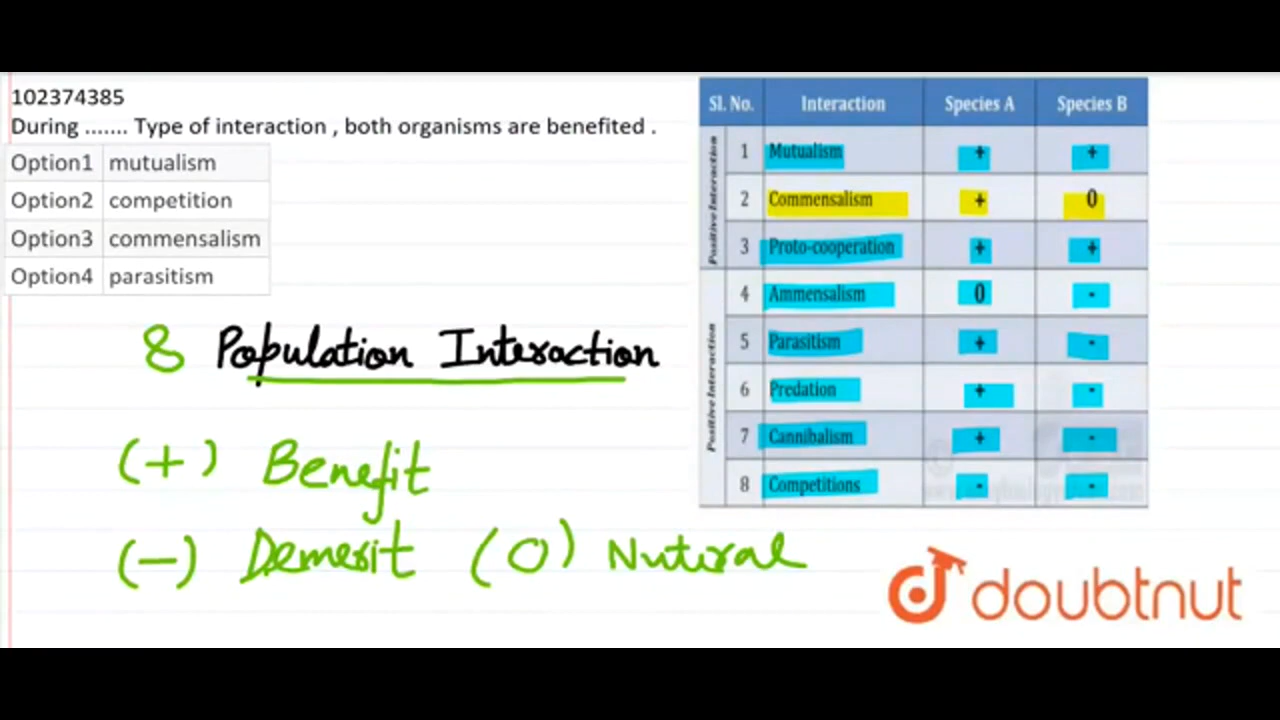 102374385
During ....... Type of interaction , both organisms are benefited .
Option1 mutualism
Option2 competition
Option3 commensalism
Option4 parasitism
8 Population Interaction
(+) Benefit
(-) Demerit (0) Nutiral
Sl. No. Interaction Species A Species B
Positive Interaction
1 Mutualism + +
2 Commensalism + 0
3 Proto-cooperation + +
Positive Interaction
4 Ammensalism 0 -
5 Parasitism + -
6 Predation + -
7 Cannibalism + -
8 Competitions - -
doubtnut